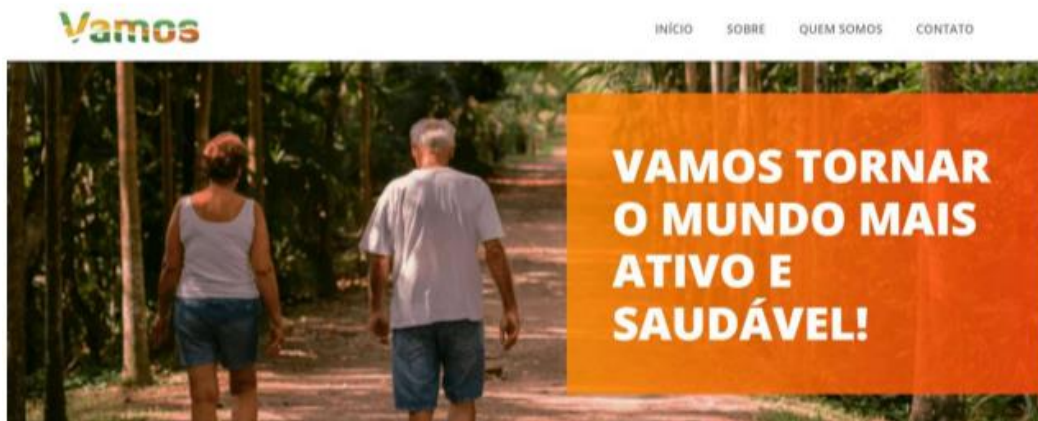 Vamos
INÍCIO SOBRE QUEM SOMOS CONTATO
VAMOS TORNAR
O MUNDO MAIS
ATIVO E
SAUDÁVEL!